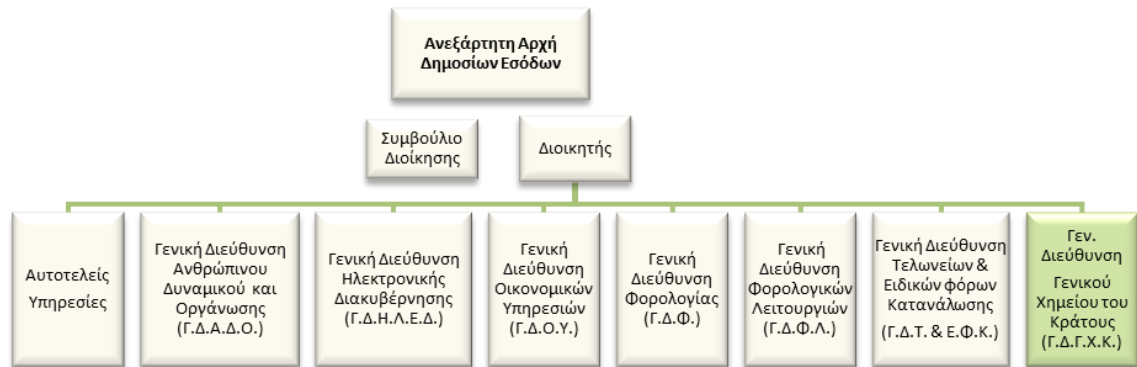 Ανεξάρτητη Αρχή
Δημοσίων Εσόδων
Συμβούλιο
Διοίκησης
Διοικητής
Αυτοτελείς
Υπηρεσίες
Γενική Διεύθυνση
Ανθρώπινου
Δυναμικού και
Οργάνωσης
(Γ.Δ.Α.Δ.Ο.)
Γενική Διεύθυνση
Ηλεκτρονικής
Διακυβέρνησης
(Γ.Δ.Η.Λ.Ε.Δ.)
Γενική
Διεύθυνση
Οικονομικών
Υπηρεσιών
(Γ.Δ.Ο.Υ.)
Γενική
Διεύθυνση
Φορολογίας
(Γ.Δ.Φ.)
Γενική
Διεύθυνση
Φορολογικών
Λειτουργιών
(Γ.Δ.Φ.Λ.)
Γενική Διεύθυνση
Τελωνείων &
Ειδικών φόρων
Κατανάλωσης
(Γ.Δ.Τ. & Ε.Φ.Κ.)
Γεν.
Διεύθυνση
Γενικού
Χημείου του
Κράτους
(Γ.Δ.Γ.Χ.Κ.)